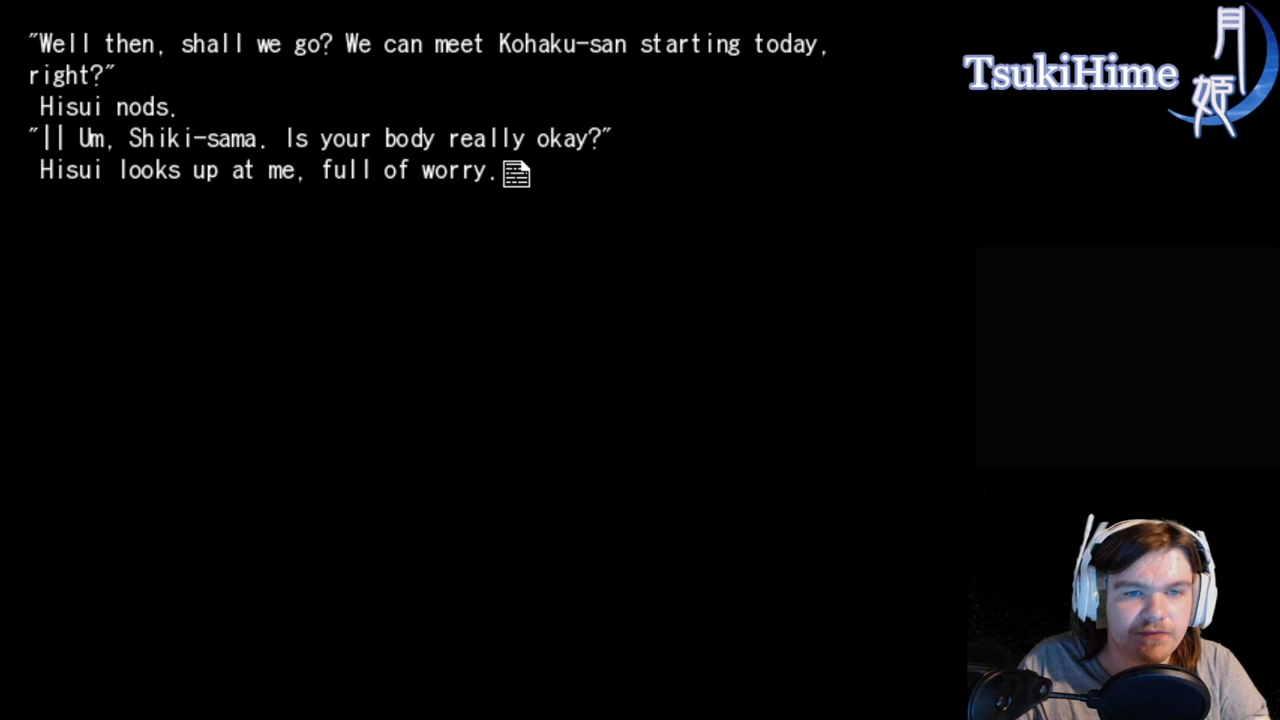 "Well then, shall we go? We can meet Kohaku-san starting today,
right?"
Hisui nods.
"|| Um, Shiki-sama. Is your body really okay?"
Hisui looks up at me, full of worry.
TsukiHime
月姫